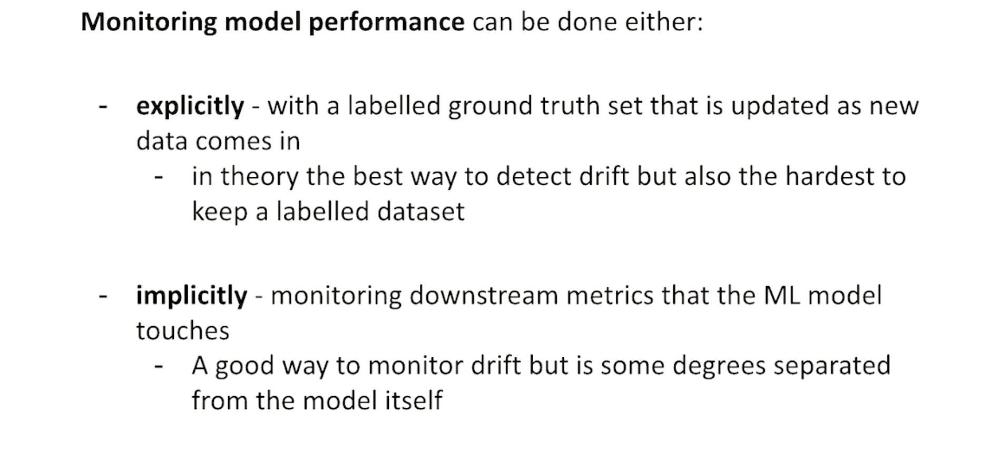 Monitoring model performance can be done either:
- explicitly - with a labelled ground truth set that is updated as new
data comes in
- in theory the best way to detect drift but also the hardest to
keep a labelled dataset
- implicitly - monitoring downstream metrics that the ML model
touches
- A good way to monitor drift but is some degrees separated
from the model itself